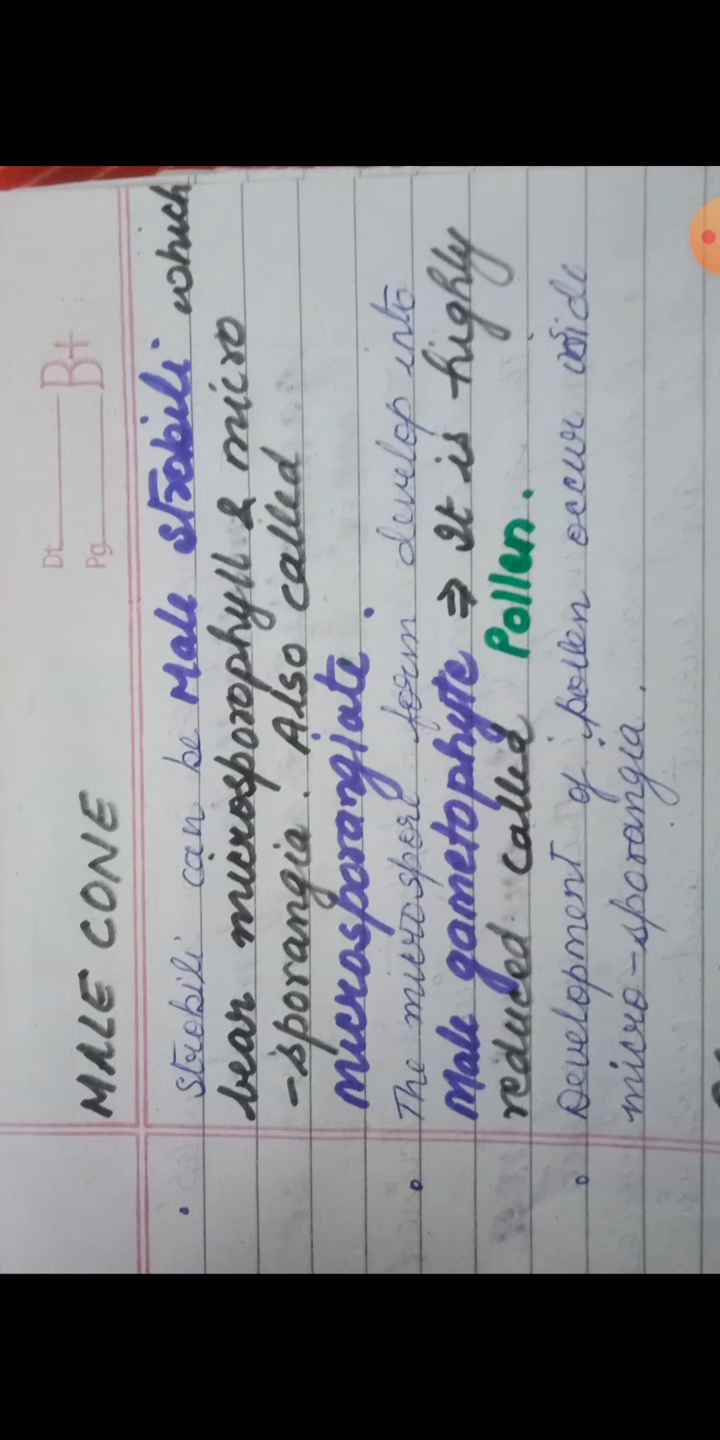 Dt.
Pg. B+
MALE CONE
• Strobili can be Male strobili which
bear microsporophyll & micro
-sporangia. Also called
Microsporangiate.
• The microspore form develop into
Male gametophyte ⇒ It is highly
reduced called Pollen.
• Development of pollen occur inside
micro-sporangia.